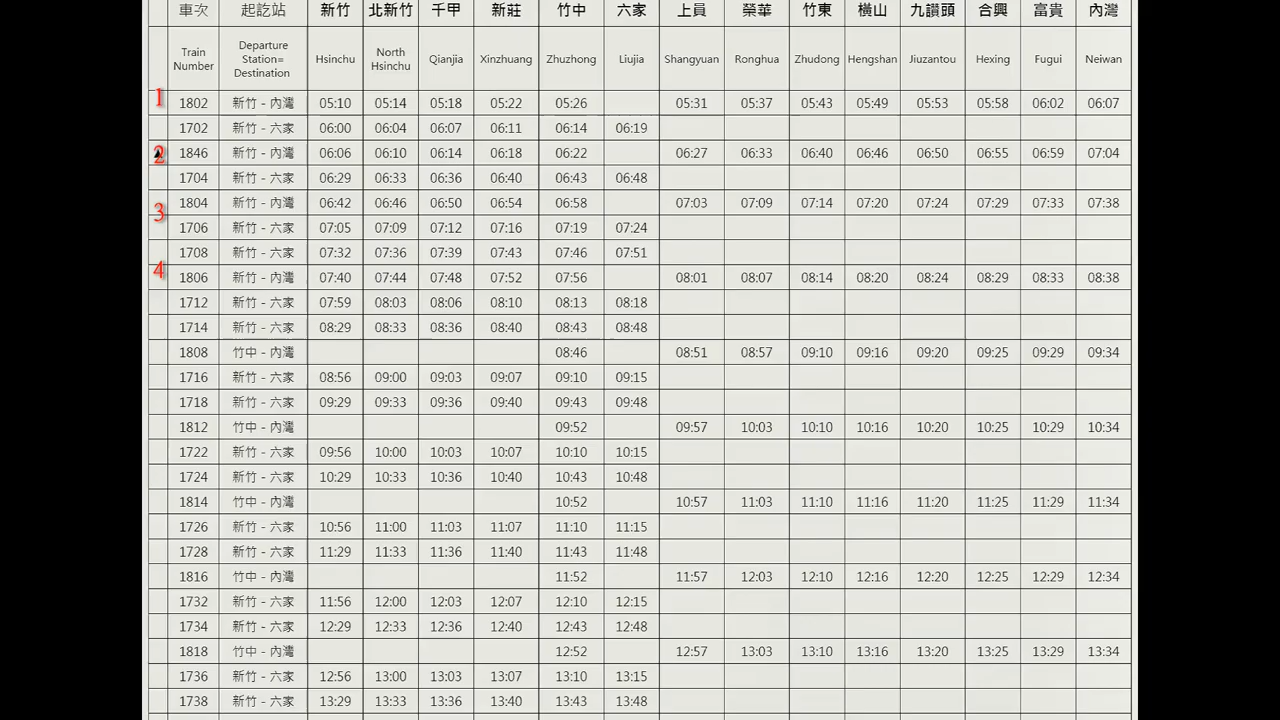 車次 起訖站 新竹 北新竹 千甲 新莊 竹中 六家 上員 榮華 竹東 橫山 九讚頭 合興 富貴 內灣
Train Number Departure Station= Destination Hsinchu North Hsinchu Qianjia Xinzhuang Zhuzhong Liujia Shangyuan Ronghua Zhudong Hengshan Jiuzantou Hexing Fugui Neiwan
1 1802 新竹 - 內灣 05:10 05:14 05:18 05:22 05:26 05:31 05:37 05:43 05:49 05:53 05:58 06:02 06:07
1702 新竹 - 六家 06:00 06:04 06:07 06:11 06:14 06:19
2 1846 新竹 - 內灣 06:06 06:10 06:14 06:18 06:22 06:27 06:33 06:40 06:46 06:50 06:55 06:59 07:04
1704 新竹 - 六家 06:29 06:33 06:36 06:40 06:43 06:48
3 1804 新竹 - 內灣 06:42 06:46 06:50 06:54 06:58 07:03 07:09 07:14 07:20 07:24 07:29 07:33 07:38
1706 新竹 - 六家 07:05 07:09 07:12 07:16 07:19 07:24
1708 新竹 - 六家 07:32 07:36 07:39 07:43 07:46 07:51
4 1806 新竹 - 內灣 07:40 07:44 07:48 07:52 07:56 08:01 08:07 08:14 08:20 08:24 08:29 08:33 08:38
1712 新竹 - 六家 07:59 08:03 08:06 08:10 08:13 08:18
1714 新竹 - 六家 08:29 08:33 08:36 08:40 08:43 08:48
1808 竹中 - 內灣 08:46 08:51 08:57 09:10 09:16 09:20 09:25 09:29 09:34
1716 新竹 - 六家 08:56 09:00 09:03 09:07 09:10 09:15
1718 新竹 - 六家 09:29 09:33 09:36 09:40 09:43 09:48
1812 竹中 - 內灣 09:52 09:57 10:03 10:10 10:16 10:20 10:25 10:29 10:34
1722 新竹 - 六家 09:56 10:00 10:03 10:07 10:10 10:15
1724 新竹 - 六家 10:29 10:33 10:36 10:40 10:43 10:48
1814 竹中 - 內灣 10:52 10:57 11:03 11:10 11:16 11:20 11:25 11:29 11:34
1726 新竹 - 六家 10:56 11:00 11:03 11:07 11:10 11:15
1728 新竹 - 六家 11:29 11:33 11:36 11:40 11:43 11:48
1816 竹中 - 內灣 11:52 11:57 12:03 12:10 12:16 12:20 12:25 12:29 12:34
1732 新竹 - 六家 11:56 12:00 12:03 12:07 12:10 12:15
1734 新竹 - 六家 12:29 12:33 12:36 12:40 12:43 12:48
1818 竹中 - 內灣 12:52 12:57 13:03 13:10 13:16 13:20 13:25 13:29 13:34
1736 新竹 - 六家 12:56 13:00 13:03 13:07 13:10 13:15
1738 新竹 - 六家 13:29 13:33 13:36 13:40 13:43 13:48